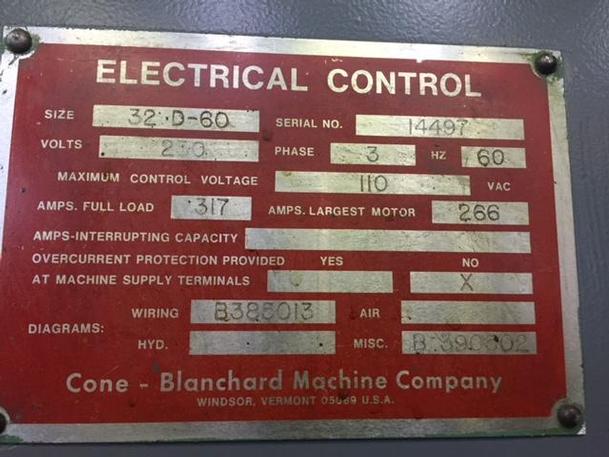 ELECTRICAL CONTROL
SIZE 32 D-60 SERIAL NO. 14497
VOLTS 230 PHASE 3 HZ 60
MAXIMUM CONTROL VOLTAGE 110 VAC
AMPS. FULL LOAD 317 AMPS. LARGEST MOTOR 266
AMPS-INTERRUPTING CAPACITY
OVERCURRENT PROTECTION PROVIDED YES NO
AT MACHINE SUPPLY TERMINALS X
DIAGRAMS: WIRING B385013 AIR
HYD. MISC.
Cone - Blanchard Machine Company
WINDSOR, VERMONT 05089 U.S.A.